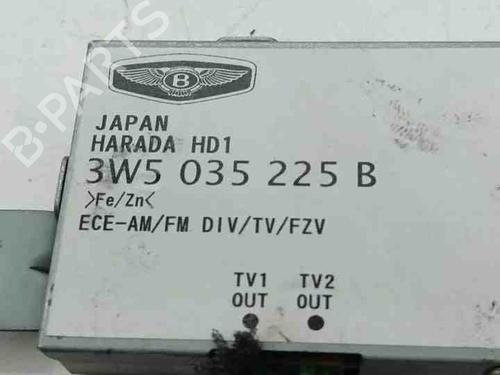 B-PARTS
B
JAPAN
HARADA HD1
3W5 035 225 B
>Fe/Zn<
ECE-AM/FM DIV/TV/FZV
TV1 TV2
OUT OUT